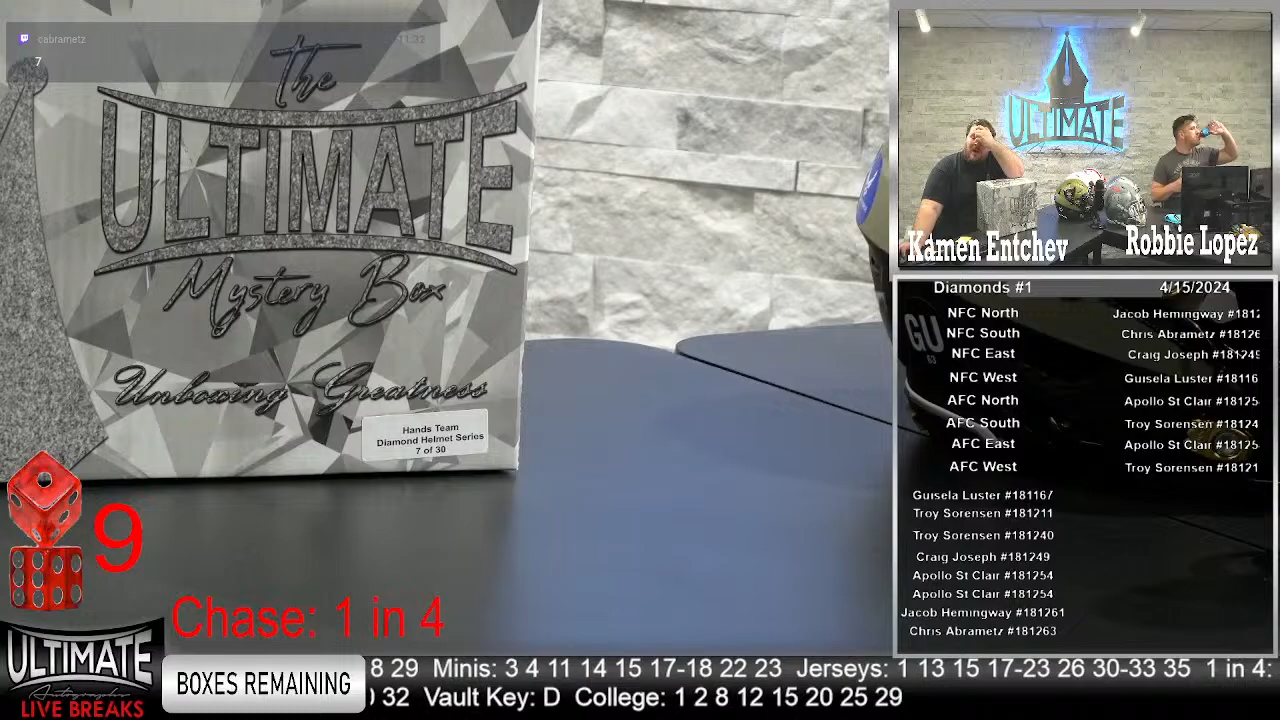 cabrametz
11:32
7
The
ULTIMATE
Mystery Box
Unboxing Greatness
Hands Team
Diamond Helmet Series
7 of 30
9
Chase: 1 in 4
ULTIMATE
Autographs
LIVE BREAKS
BOXES REMAINING
8 29 Minis: 3 4 11 14 15 17-18 22 23 Jerseys: 1 13 15 17-23 26 30-33 35 1 in 4:
32 Vault Key: D College: 1 2 8 12 15 20 25 29
ULTIMATE
Kamen Entchev
Robbie Lopez
Diamonds #1 4/15/2024
NFC North Jacob Hemingway #1812
NFC South Chris Abrametz #18126
NFC East Craig Joseph #181249
NFC West Guisela Luster #18116
AFC North Apollo St Clair #18125
AFC South Troy Sorensen #18124
AFC East Apollo St Clair #18125
AFC West Troy Sorensen #18121
Guisela Luster #181167
Troy Sorensen #181211
Troy Sorensen #181240
Craig Joseph #181249
Apollo St Clair #181254
Apollo St Clair #181254
Jacob Hemingway #181261
Chris Abrametz #181263
GU
63